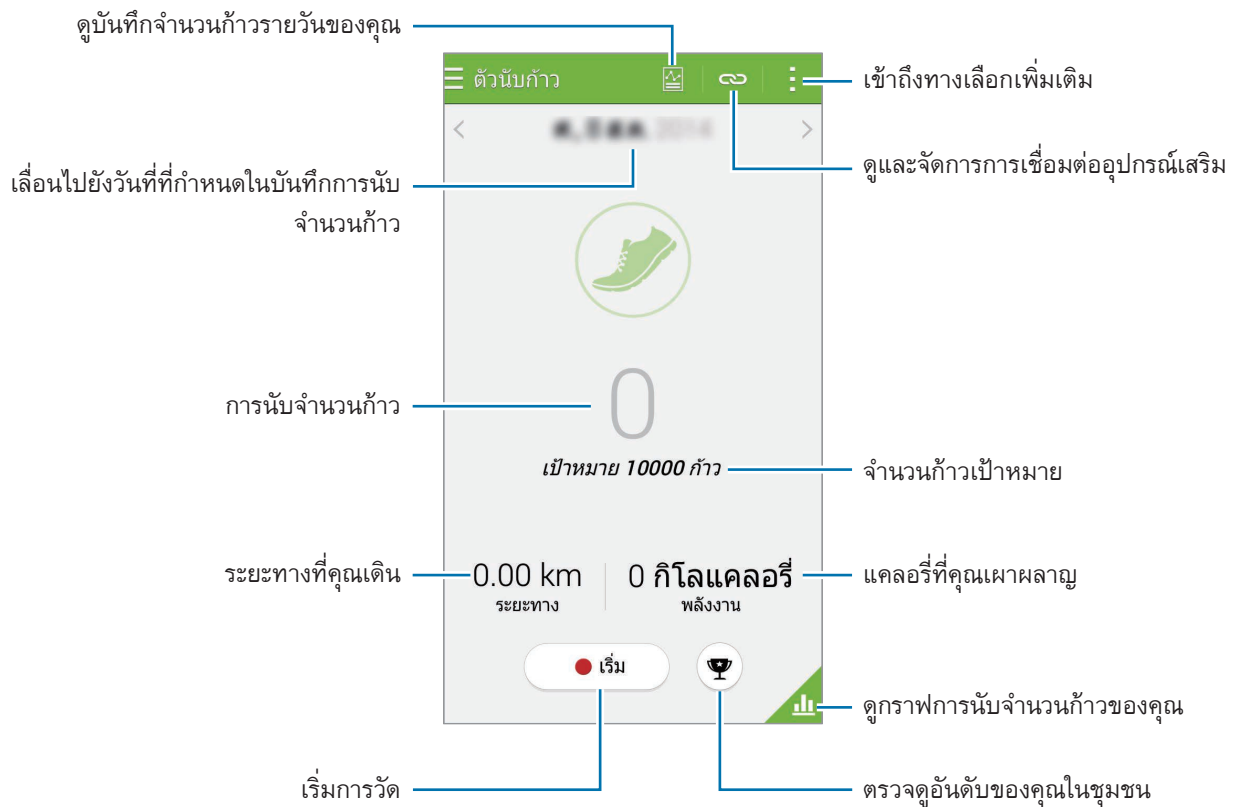 ดูบันทึกจำนวนก้าวรายวันของคุณ
ตัวนับก้าว
เข้าถึงทางเลือกเพิ่มเติม
2014
ดูและจัดการการเชื่อมต่ออุปกรณ์เสริม
เลื่อนไปยังวันที่ที่กำหนดในบันทึกการนับ
จำนวนก้าว
การนับจำนวนก้าว
0
เป้าหมาย 10000 ก้าว
จำนวนก้าวเป้าหมาย
ระยะทางที่คุณเดิน
0.00 km
0 กิโลแคลอรี่
แคลอรี่ที่คุณเผาผลาญ
ระยะทาง
พลังงาน
เริ่ม
ดูกราฟการนับจำนวนก้าวของคุณ
เริ่มการวัด
ตรวจดูอันดับของคุณในชุมชน